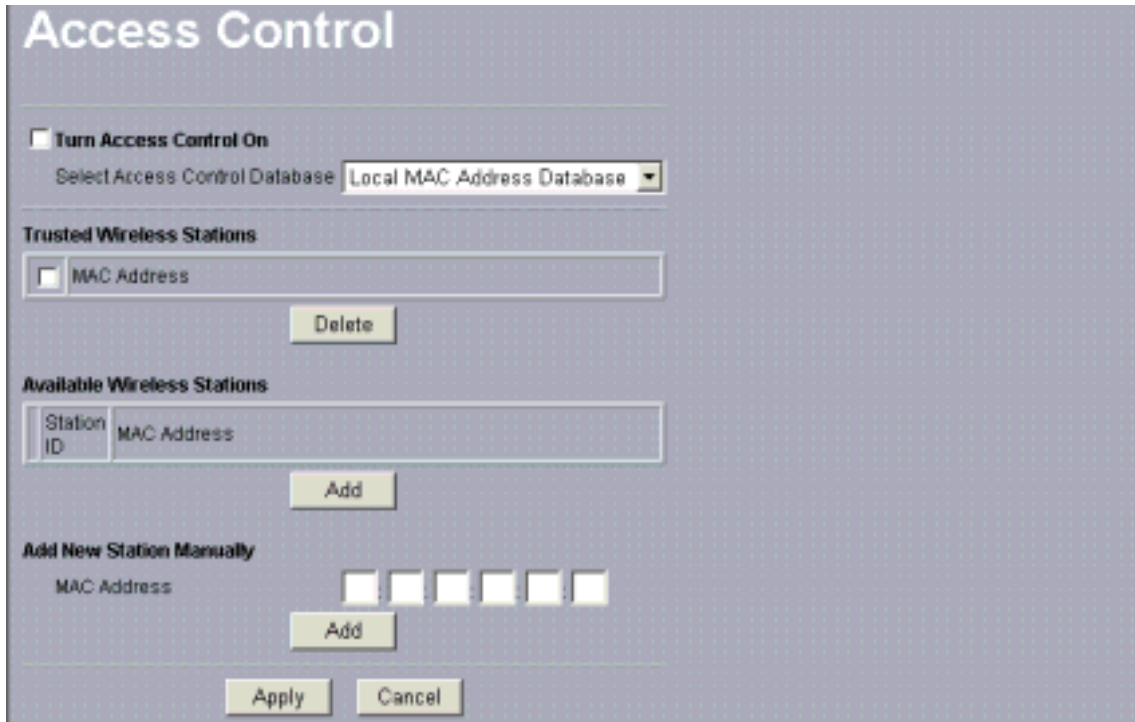 Access Control
Turn Access Control On
Select Access Control Database Local MAC Address Database
Trusted Wireless Stations
MAC Address
Delete
Available Wireless Stations
Station ID MAC Address
Add
Add New Station Manually
MAC Address : : : : :
Add
Apply Cancel